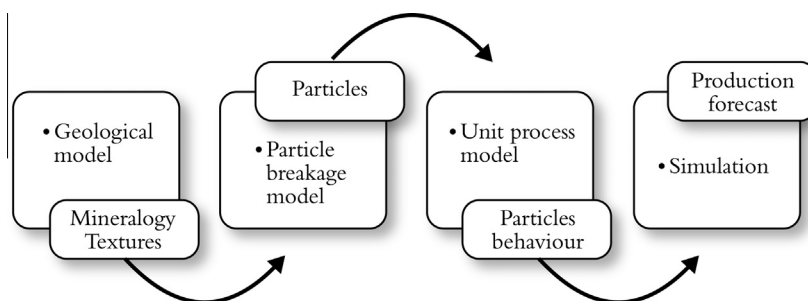 • Geological
model
Mineralogy
Textures
Particles
• Particle
breakage
model
• Unit process
model
Particles
behaviour
Production
forecast
• Simulation